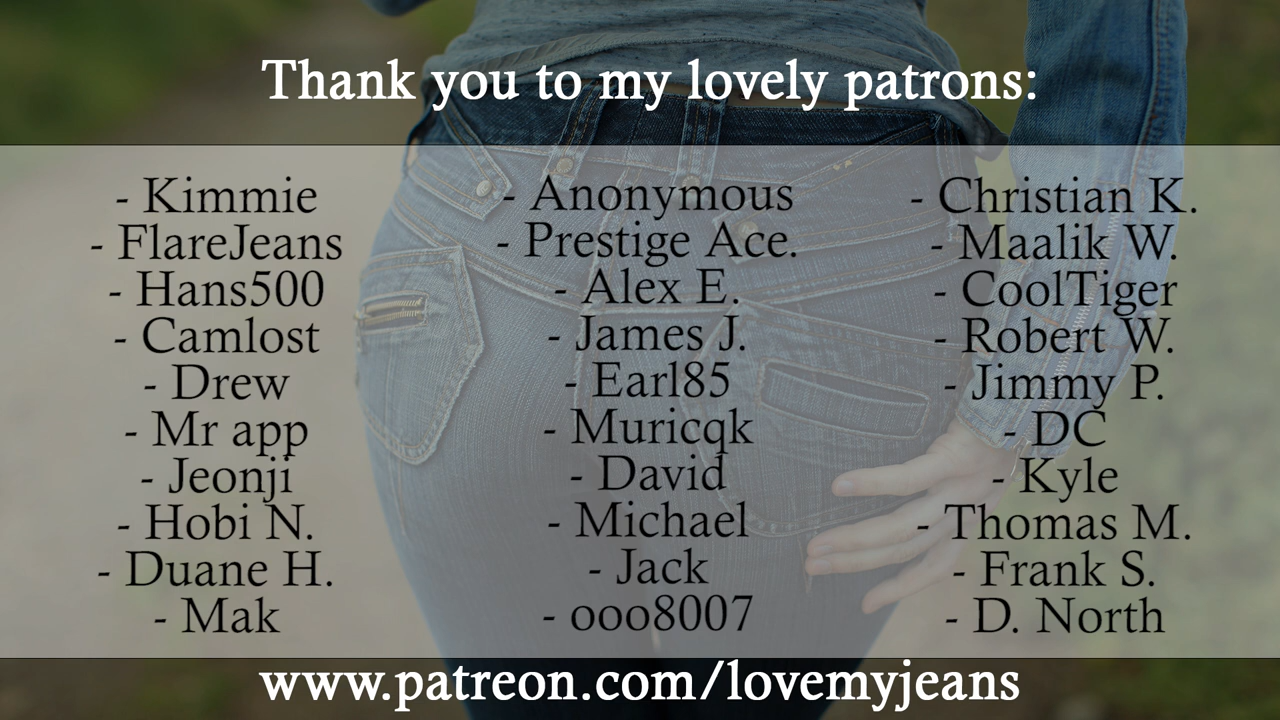 Thank you to my lovely patrons:
- Kimmie
- FlareJeans
- Hans500
- Camlost
- Drew
- Mr app
- Jeonji
- Hobi N.
- Duane H.
- Mak
- Anonymous
- Prestige Ace.
- Alex E.
- James J.
- Earl85
- Muricqk
- David
- Michael
- Jack
- ooo8007
- Christian K.
- Maalik W.
- CoolTiger
- Robert W.
- Jimmy P.
- DC
- Kyle
- Thomas M.
- Frank S.
- D. North
www.patreon.com/lovemyjeans